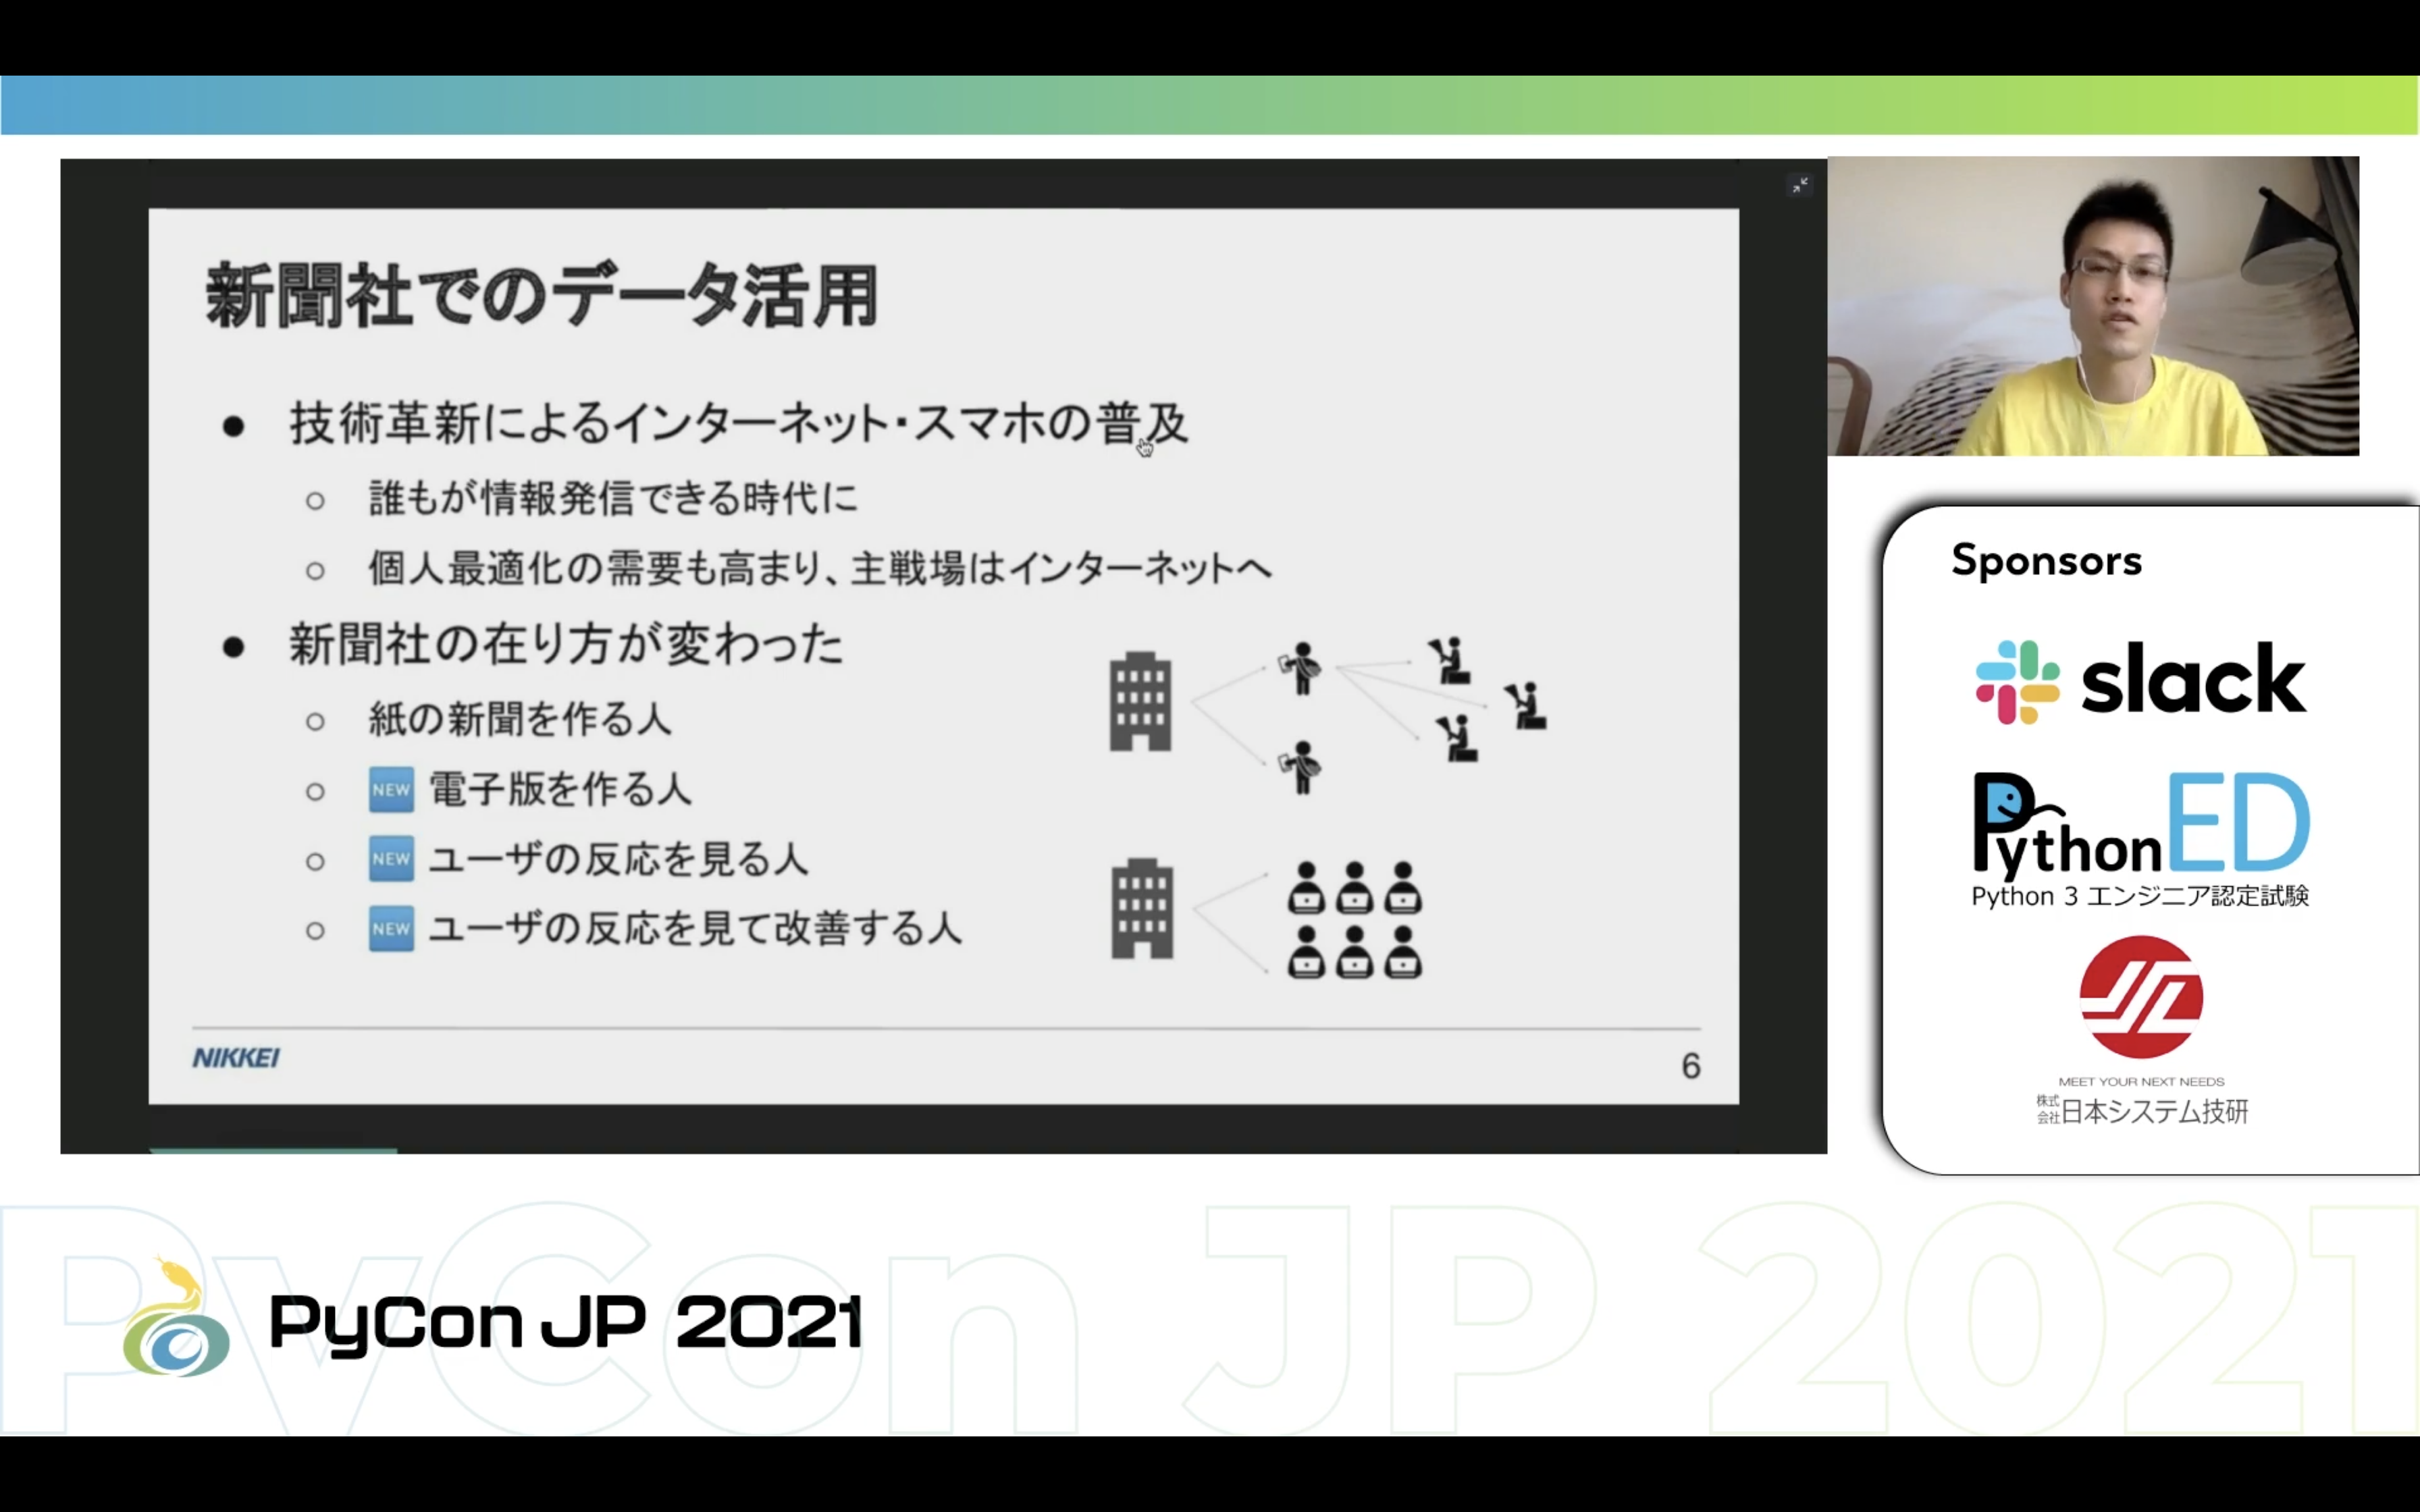 新聞社でのデータ活用
● 技術革新によるインターネット・スマホの普及
○ 誰もが情報発信できる時代に
○ 個人最適化の需要も高まり、主戦場はインターネットへ
● 新聞社の在り方が変わった
○ 紙の新聞を作る人
○ NEW 電子版を作る人
○ NEW ユーザの反応を見る人
○ NEW ユーザの反応を見て改善する人
NIKKEI
6
Sponsors
slack
PythonED
Python 3 エンジニア認定試験
MEET YOUR NEXT NEEDS
株式会社日本システム技研
PyCon JP 2021
PyCon JP 2021